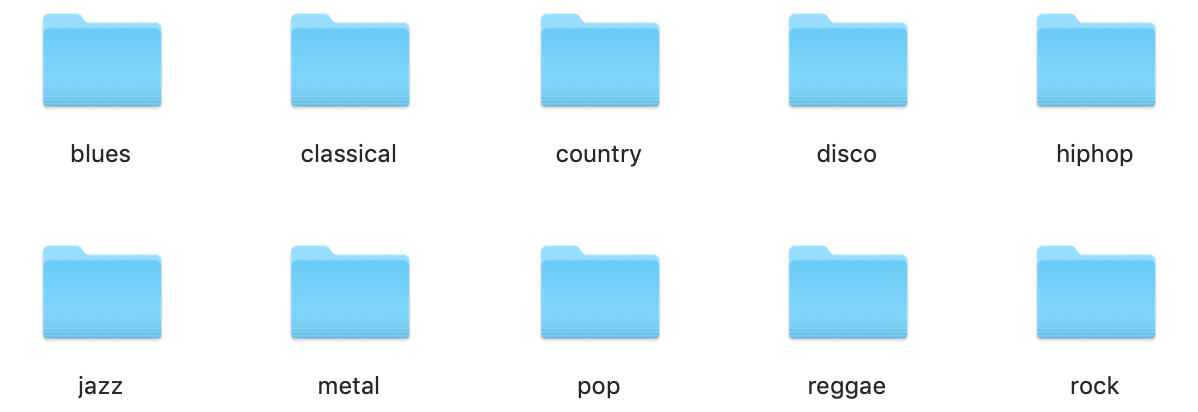 blues classical country disco hiphop
jazz metal pop reggae rock